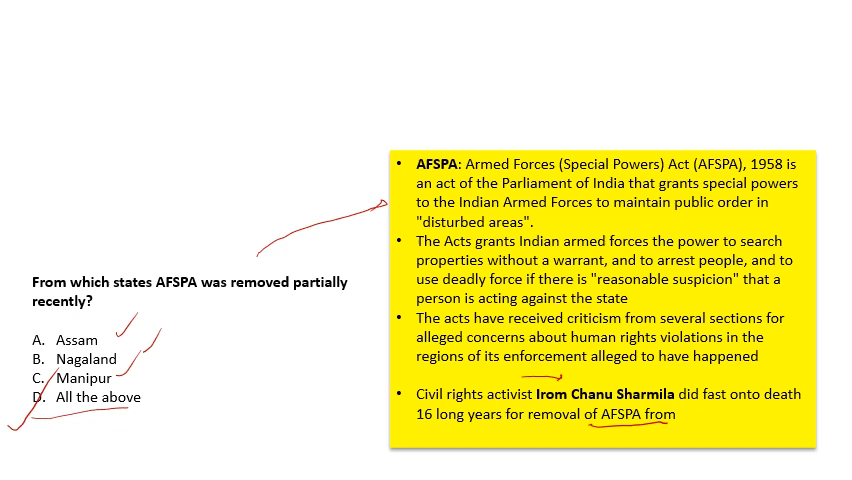 From which states AFSPA was removed partially
recently?
A. Assam
B. Nagaland
C. Manipur
D. All the above
• AFSPA: Armed Forces (Special Powers) Act (AFSPA), 1958 is
an act of the Parliament of India that grants special powers
to the Indian Armed Forces to maintain public order in
"disturbed areas".
• The Acts grants Indian armed forces the power to search
properties without a warrant, and to arrest people, and to
use deadly force if there is "reasonable suspicion" that a
person is acting against the state
• The acts have received criticism from several sections for
alleged concerns about human rights violations in the
regions of its enforcement alleged to have happened
• Civil rights activist Irom Chanu Sharmila did fast onto death
16 long years for removal of AFSPA from